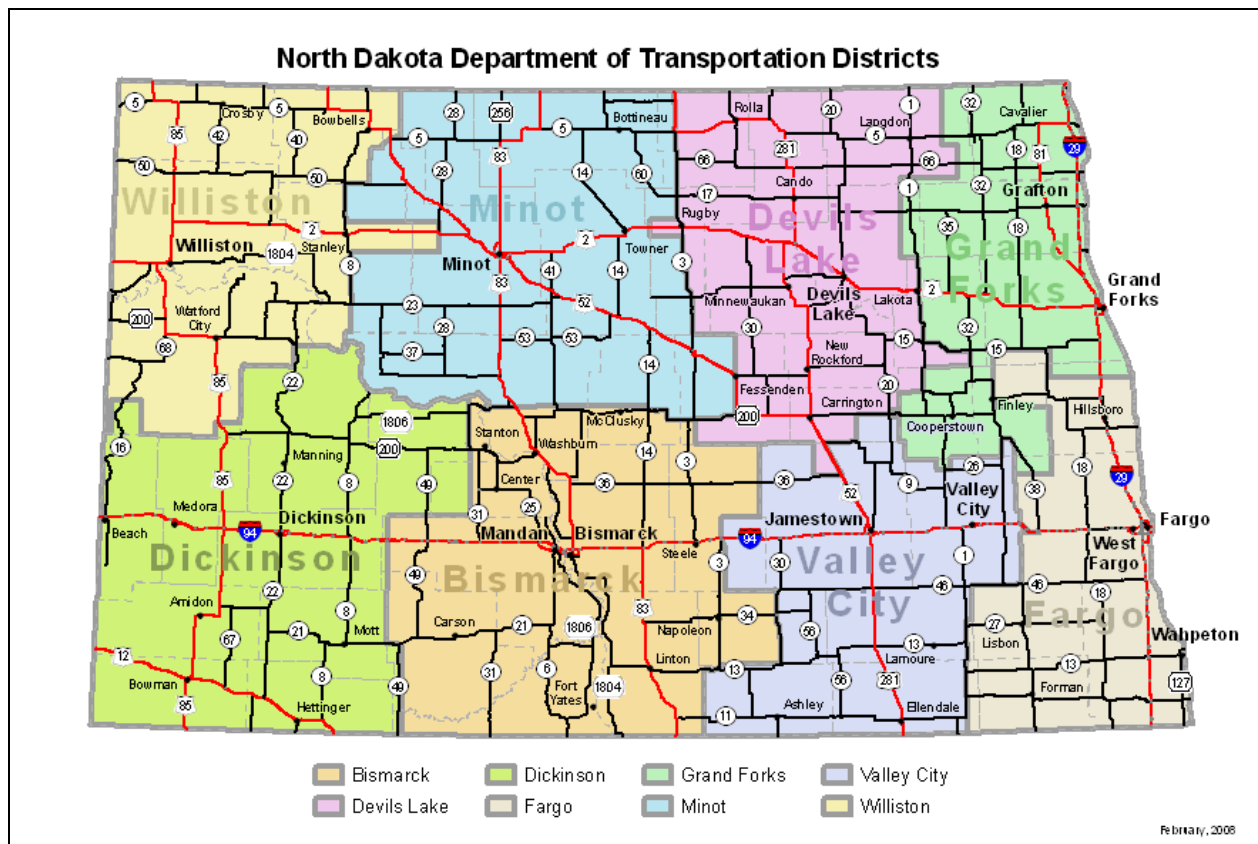 North Dakota Department of Transportation Districts
5
Crosby
5
Bowbells
28
256
Bottineau
Rolla
20
1
32
Cavalier
85
42
40
5
83
5
281
Langdon
5
18
81
29
50
50
28
14
60
66
66
32
Grafton
Williston
Minot
17
Cando
Devils
Lake
1
35
18
Grand
Forks
2
Stanley
Rugby
Williston
1804
8
Minot
2
Towner
3
83
41
14
Minnewaukan
Devils
Lake
Lakota
2
Grand
Forks
200
Watford
City
23
52
30
32
68
28
53
53
15
15
37
New
Rockford
85
22
14
Fessenden
20
Finley
Hillsboro
1806
200
Carrington
Cooperstown
16
Stanton
Washburn
McClusky
Manning
200
14
3
18
85
22
8
49
Center
36
36
52
9
26
Valley
City
38
29
Medora
Dickinson
31
25
Jamestown
Fargo
Beach
94
Mandan
Bismarck
Steele
94
West
Fargo
Dickinson
Bismarck
3
30
Valley
City
1
22
49
46
46
18
Fargo
Amidon
8
83
34
67
21
Mott
Carson
21
1806
Napoleon
56
13
27
Lisbon
Wahpeton
12
Linton
13
Lamoure
13
Bowman
8
49
31
6
Fort
Yates
1804
56
281
Forman
127
85
Hettinger
11
Ashley
Ellendale
Bismarck
Dickinson
Grand Forks
Valley City
Devils Lake
Fargo
Minot
Williston
February, 2008